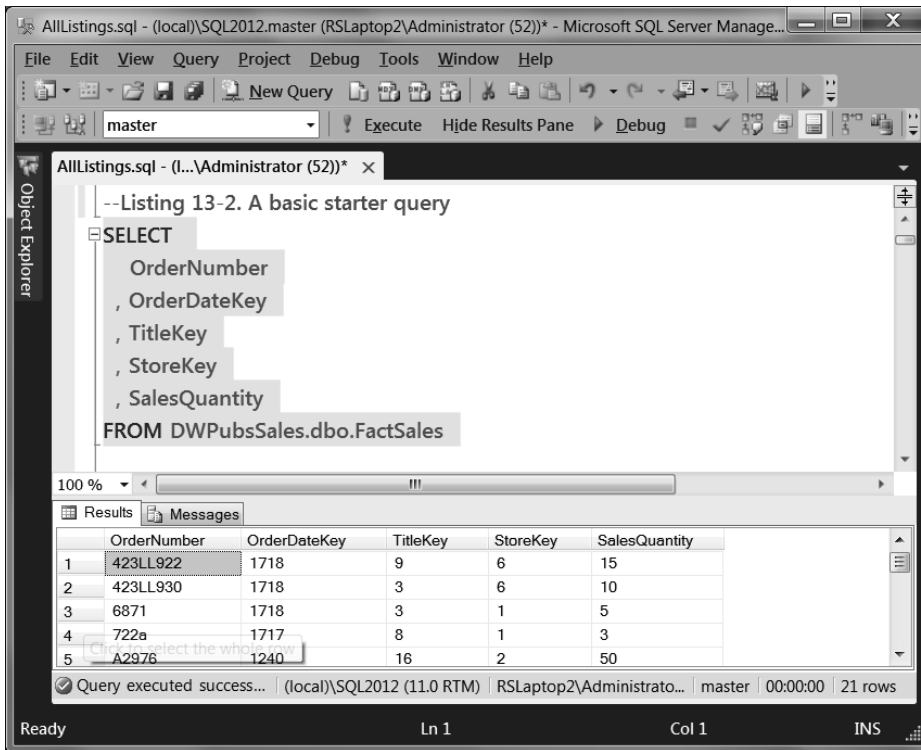 AllListings.sql - (local)\SQL2012.master (RSLaptop2\Administrator (52))* - Microsoft SQL Server Manage...
File Edit View Query Project Debug Tools Window Help
New Query
master Execute Hide Results Pane Debug
Object Explorer
AllListings.sql - (l...\Administrator (52))* ×
--Listing 13-2. A basic starter query
SELECT
OrderNumber
, OrderDateKey
, TitleKey
, StoreKey
, SalesQuantity
FROM DWPubsSales.dbo.FactSales
100 %
Results Messages
OrderNumber OrderDateKey TitleKey StoreKey SalesQuantity
1 423LL922 1718 9 6 15
2 423LL930 1718 3 6 10
3 6871 1718 3 1 5
4 722a 1717 8 1 3
Click to select the whole row
5 A2976 1240 16 2 50
Query executed success... (local)\SQL2012 (11.0 RTM) RSLaptop2\Administrato... master 00:00:00 21 rows
Ready Ln 1 Col 1 INS